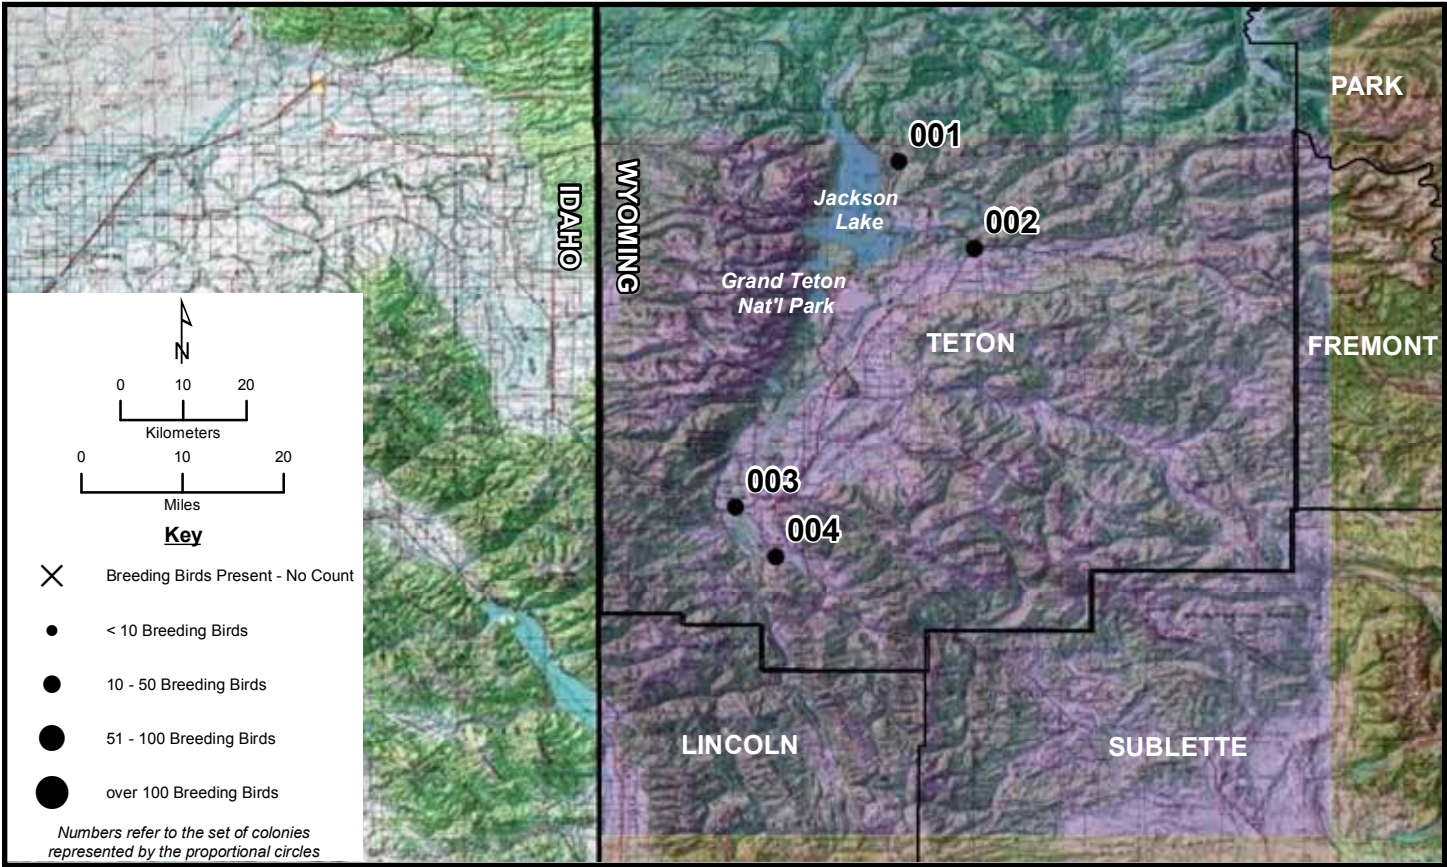 PARK
001
IDAHO
WYOMING
Jackson
Lake
002
Grand Teton
Nat'l Park
TETON
FREMONT
N
0 10 20
Kilometers
0 10 20
Miles
003
004
Key
Breeding Birds Present - No Count
< 10 Breeding Birds
10 - 50 Breeding Birds
51 - 100 Breeding Birds
over 100 Breeding Birds
Numbers refer to the set of colonies
represented by the proportional circles
LINCOLN
SUBLETTE